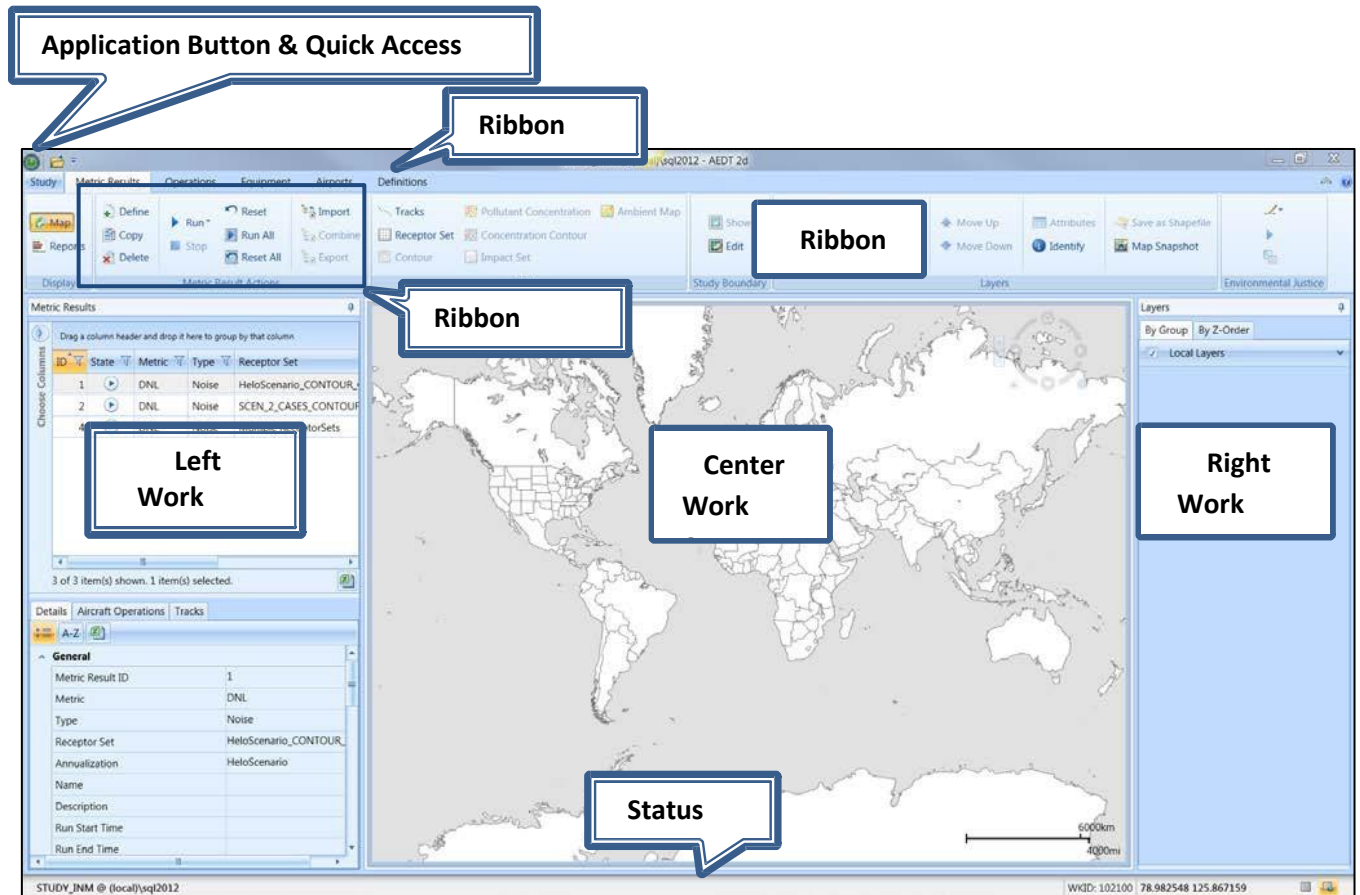 Application Button & Quick Access
Ribbon
\sql2012 - AEDT 2d
Study Metric Results Operations Equipment Airports Definitions
Map
Reports
Display
Define
Copy
Delete
Run
Stop
Reset
Run All
Reset All
Import
Combine
Export
Metric Result Actions
Tracks
Receptor Set
Contour
Pollutant Concentration
Concentration Contour
Impact Set
Ambient Map
Show
Edit
Study Boundary
Ribbon
Move Up
Move Down
Attributes
Identify
Save as Shapefile
Map Snapshot
Layers
Environmental Justice
Ribbon
Metric Results
Choose Columns
Drag a column header and drop it here to group by that column
ID State Metric Type Receptor Set
1 DNL Noise HeloScenario_CONTOUR_
2 DNL Noise SCEN_2_CASES_CONTOUR
4 DNL Noise
Left
Work
3 of 3 item(s) shown. 1 item(s) selected.
Details Aircraft Operations Tracks
A-Z
General
Metric Result ID 1
Metric DNL
Type Noise
Receptor Set HeloScenario_CONTOUR_
Annualization HeloScenario
Name
Description
Run Start Time
Run End Time
Center
Work
Layers
By Group By Z-Order
Local Layers
Right
Work
Status
6000km
4000mi
STUDY_INM @ (local)\sql2012
WKID: 102100 78.982548 125.867159